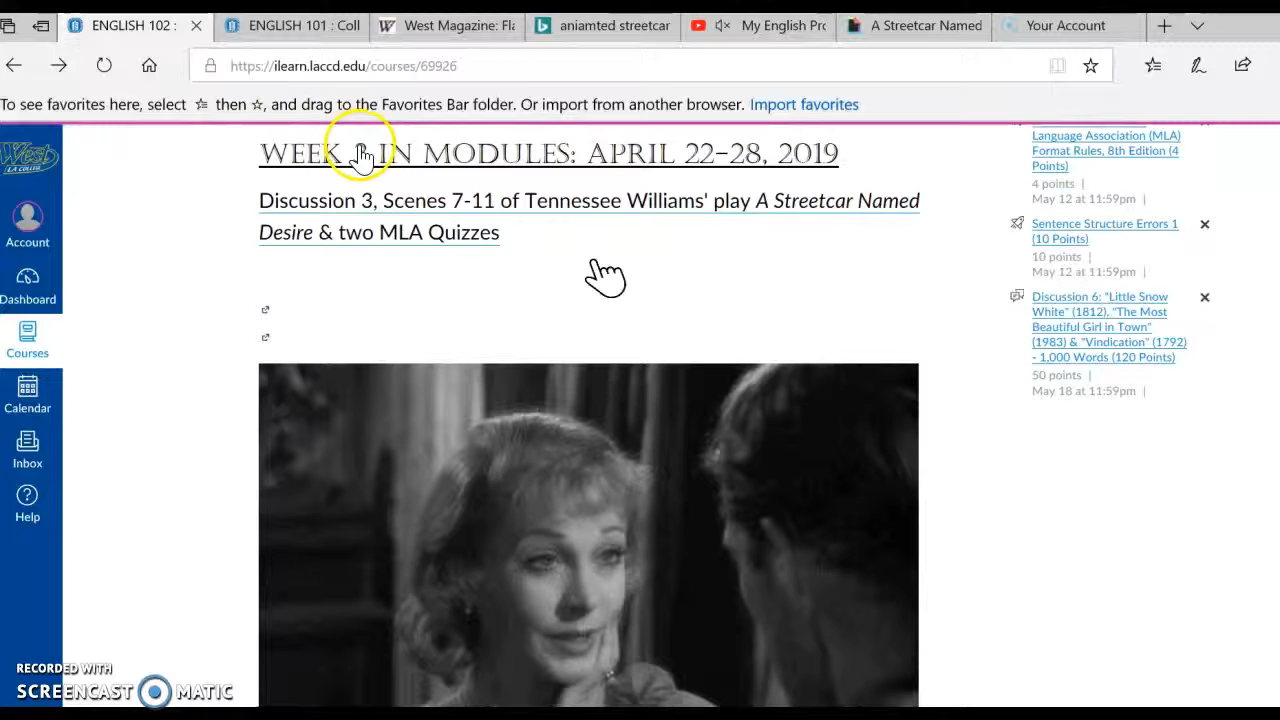 ENGLISH 102 :
ENGLISH 101 : Coll
West Magazine: Fla
aniamted streetcar
My English Pro
A Streetcar Named
Your Account
https://ilearn.laccd.edu/courses/69926
To see favorites here, select then , and drag to the Favorites Bar folder. Or import from another browser. Import favorites
West
LA COLLEGE
Account
Dashboard
Courses
Calendar
Inbox
Help
WEEK IN MODULES: APRIL 22-28, 2019
Discussion 3, Scenes 7-11 of Tennessee Williams' play A Streetcar Named
Desire & two MLA Quizzes
Language Association (MLA)
Format Rules, 8th Edition (4
Points)
4 points |
May 12 at 11:59pm |
Sentence Structure Errors 1
(10 Points)
10 points |
May 12 at 11:59pm |
Discussion 6: "Little Snow
White" (1812), "The Most
Beautiful Girl in Town"
(1983) & "Vindication" (1792)
- 1,000 Words (120 Points)
50 points |
May 18 at 11:59pm |
RECORDED WITH
SCREENCAST MATIC